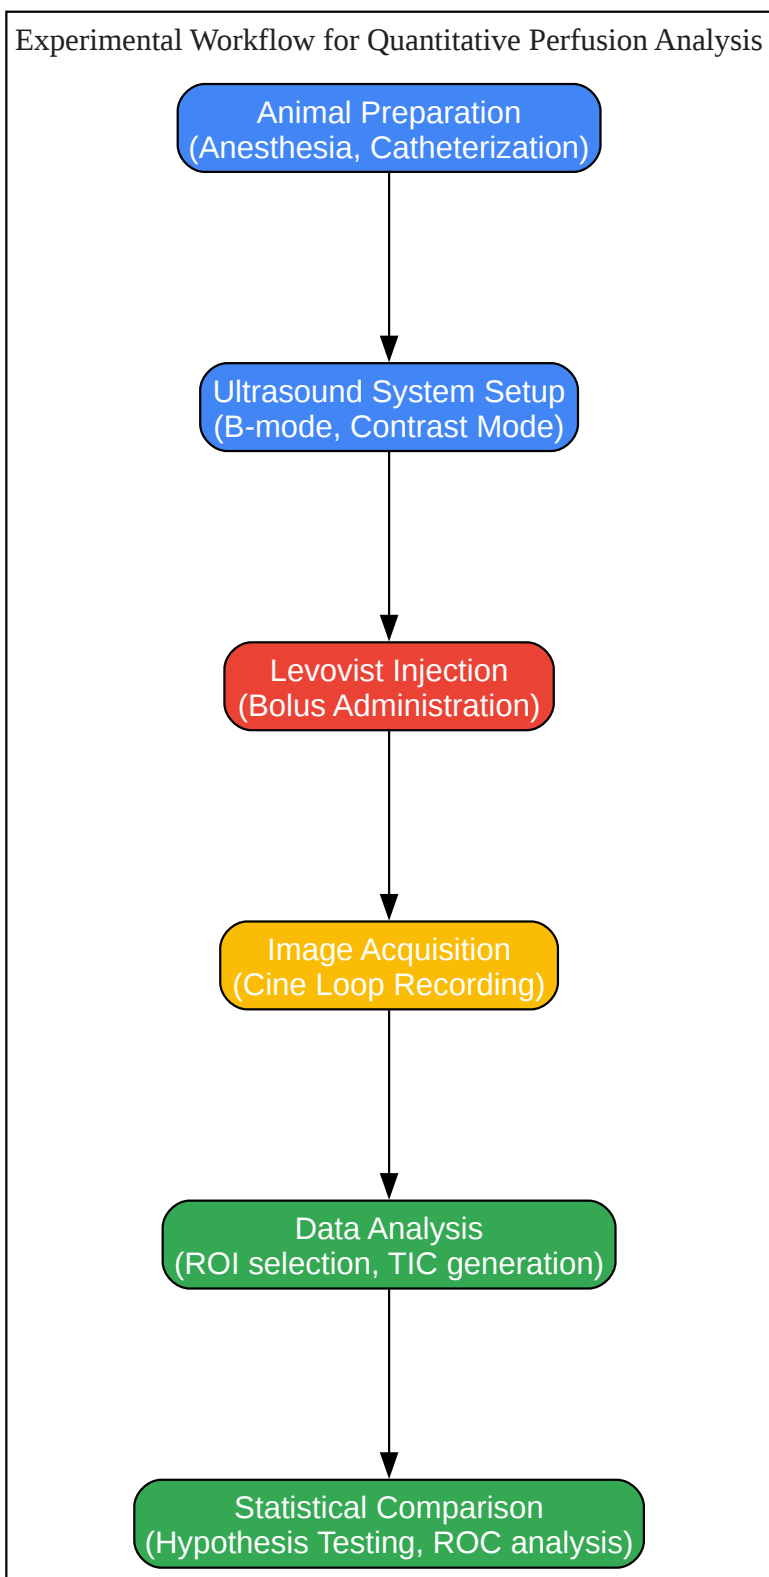 Experimental Workflow for Quantitative Perfusion Analysis
Animal Preparation
(Anesthesia, Catheterization)
Ultrasound System Setup
(B-mode, Contrast Mode)
Levovist Injection
(Bolus Administration)
Image Acquisition
(Cine Loop Recording)
Data Analysis
(ROI selection, TIC generation)
Statistical Comparison
(Hypothesis Testing, ROC analysis)